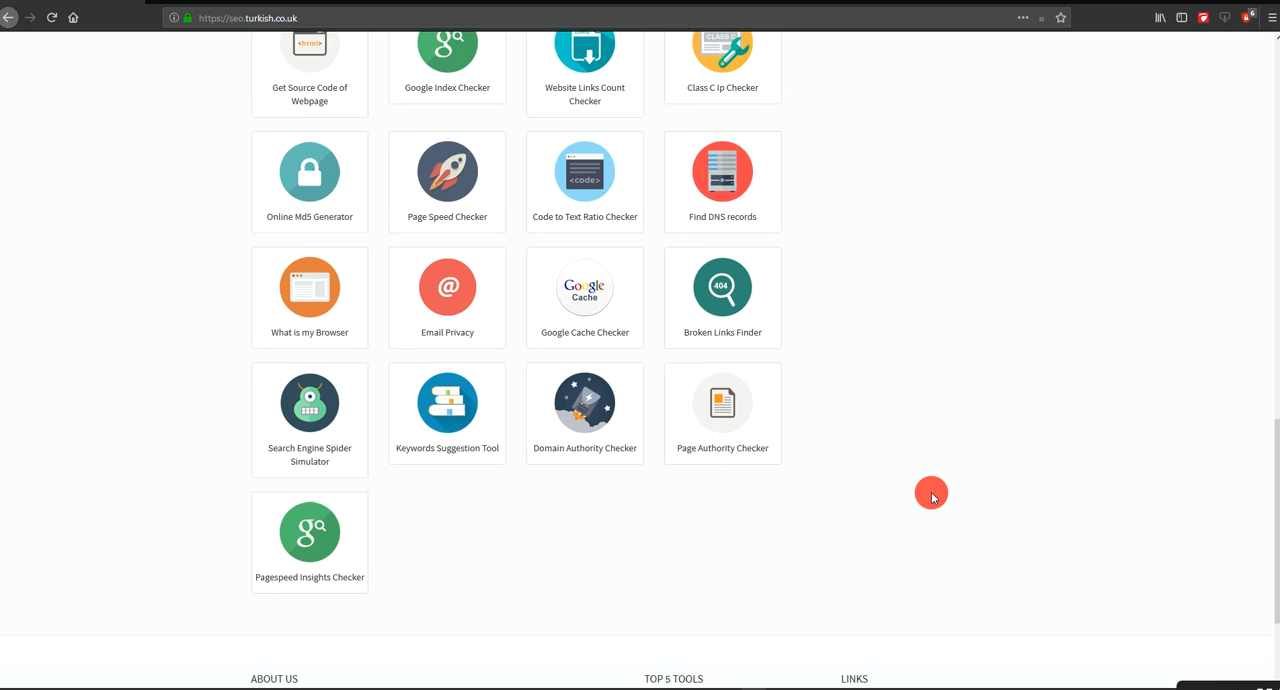 https://seo.turkish.co.uk
6
<html>
g
CLASS C
Get Source Code of
Webpage
Google Index Checker
Website Links Count
Checker
Class C Ip Checker
<code>
Online Md5 Generator
Page Speed Checker
Code to Text Ratio Checker
Find DNS records
@
Google
Cache
404
What is my Browser
Email Privacy
Google Cache Checker
Broken Links Finder
Search Engine Spider
Simulator
Keywords Suggestion Tool
Domain Authority Checker
Page Authority Checker
g
Pagespeed Insights Checker
ABOUT US
TOP 5 TOOLS
LINKS